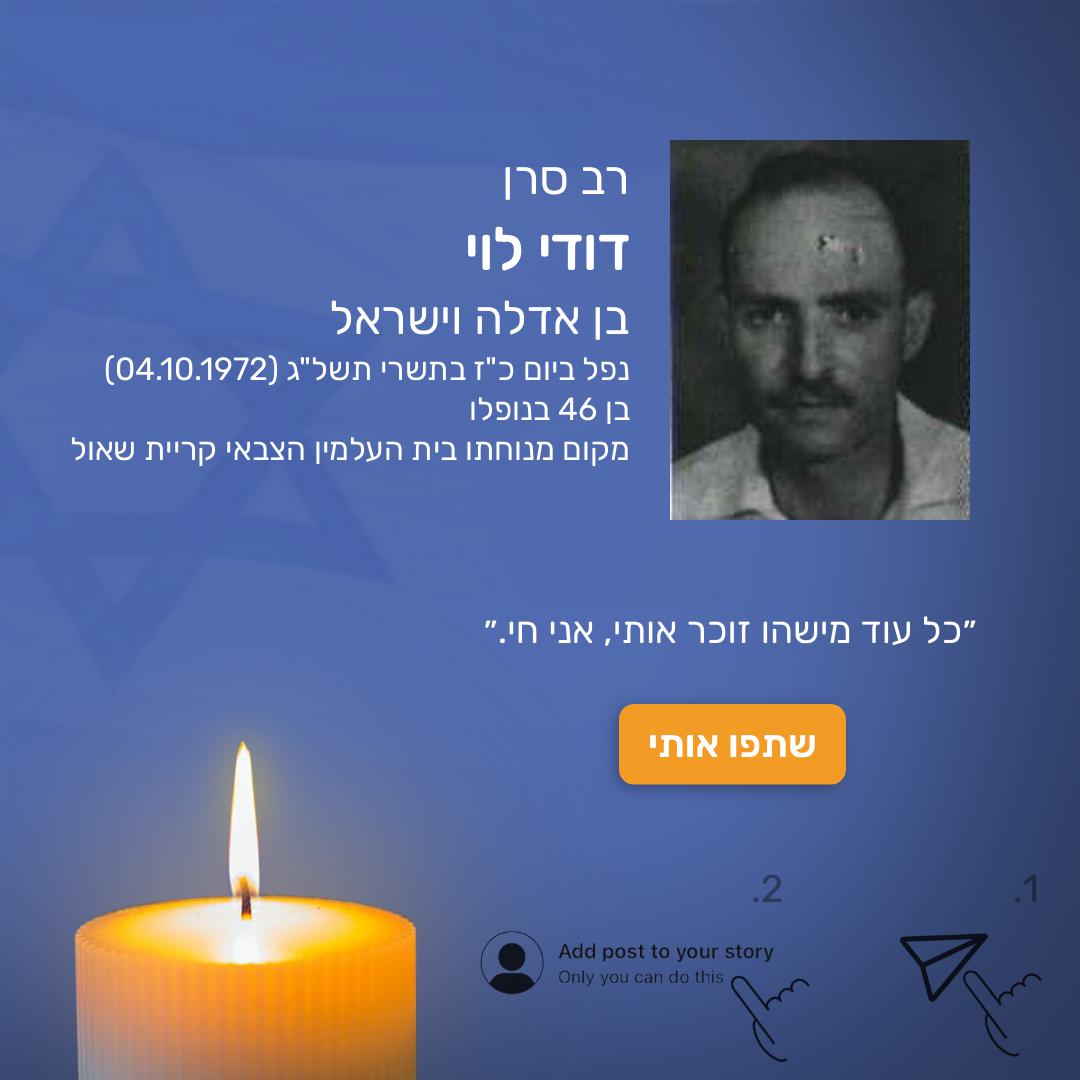 רב סרן
דודי לוי
בן אדלה וישראל
נפל ביום כ"ז בתשרי תשל"ג (04.10.1972)
בן 46 בנופלו
מקום מנוחתו בית העלמין הצבאי קריית שאול
״כל עוד מישהו זוכר אותי, אני חי.״
שתפו אותי
.1
.2
Add post to your story
Only you can do this